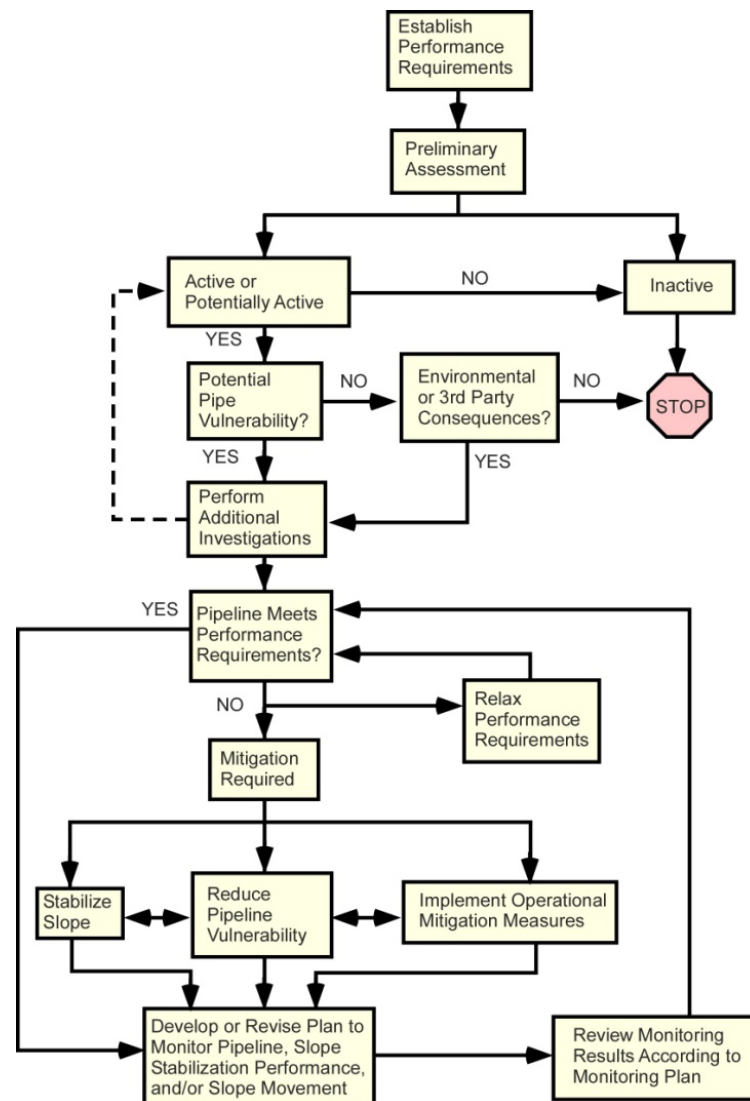 Establish
Performance
Requirements
Preliminary
Assessment
Active or
Potentially Active
NO
Inactive
YES
Potential
Pipe
Vulnerability?
NO
Environmental
or 3rd Party
Consequences?
NO
STOP
YES
YES
Perform
Additional
Investigations
YES
Pipeline Meets
Performance
Requirements?
NO
Relax
Performance
Requirements
Mitigation
Required
Stabilize
Slope
Reduce
Pipeline
Vulnerability
Implement Operational
Mitigation Measures
Develop or Revise Plan to
Monitor Pipeline, Slope
Stabilization Performance,
and/or Slope Movement
Review Monitoring
Results According to
Monitoring Plan